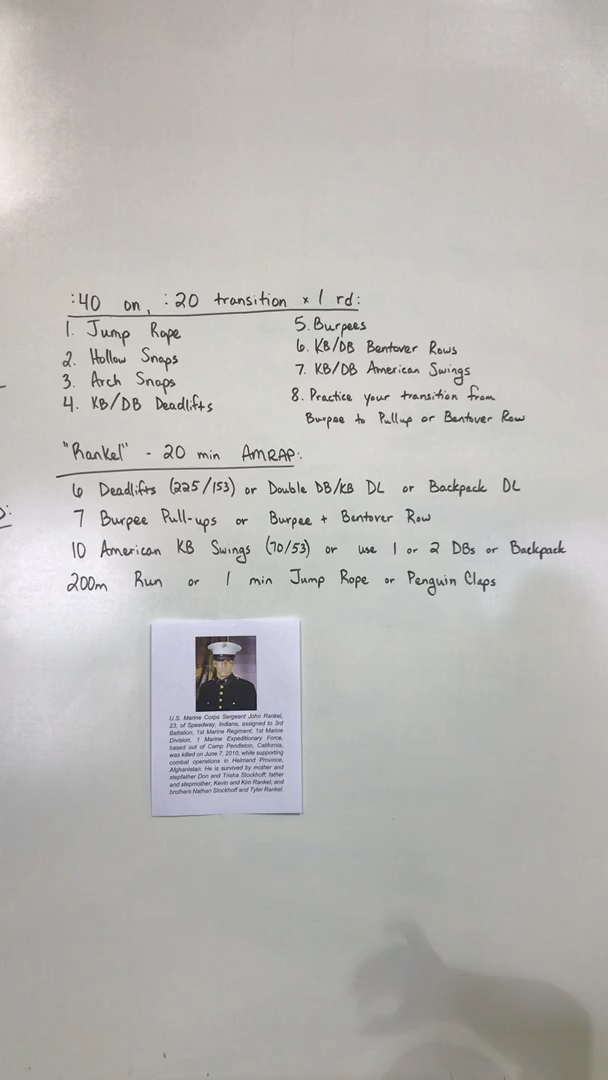 :40 on, :20 transition x 1 rd:
1. Jump Rope
2. Hollow Snaps
3. Arch Snaps
4. KB/DB Deadlifts
5. Burpees
6. KB/DB Bentover Rows
7. KB/DB American Swings
8. Practice your transition from
Burpee to Pullup or Bentover Row
"Rankel" - 20 min AMRAP:
6 Deadlifts (225/153) or Double DB/KB DL or Backpack DL
7 Burpee Pull-ups or Burpee + Bentover Row
10 American KB Swings (70/53) or use 1 or 2 DBs or Backpack
200m Run or 1 min Jump Rope or Penguin Claps
U.S. Marine Corps Sergeant John Rankel,
23, of Speedway, Indiana, assigned to 3rd
Battalion, 1st Marine Regiment, 1st Marine
Division, 1 Marine Expeditionary Force,
based out of Camp Pendleton, California,
was killed on June 7, 2010, while supporting
combat operations in Helmand Province,
Afghanistan. He is survived by mother and
stepfather Don and Trisha Stockhoff; father
and stepmother, Kevin and Kim Rankel; and
brothers Nathan Stockhoff and Tyler Rankel.